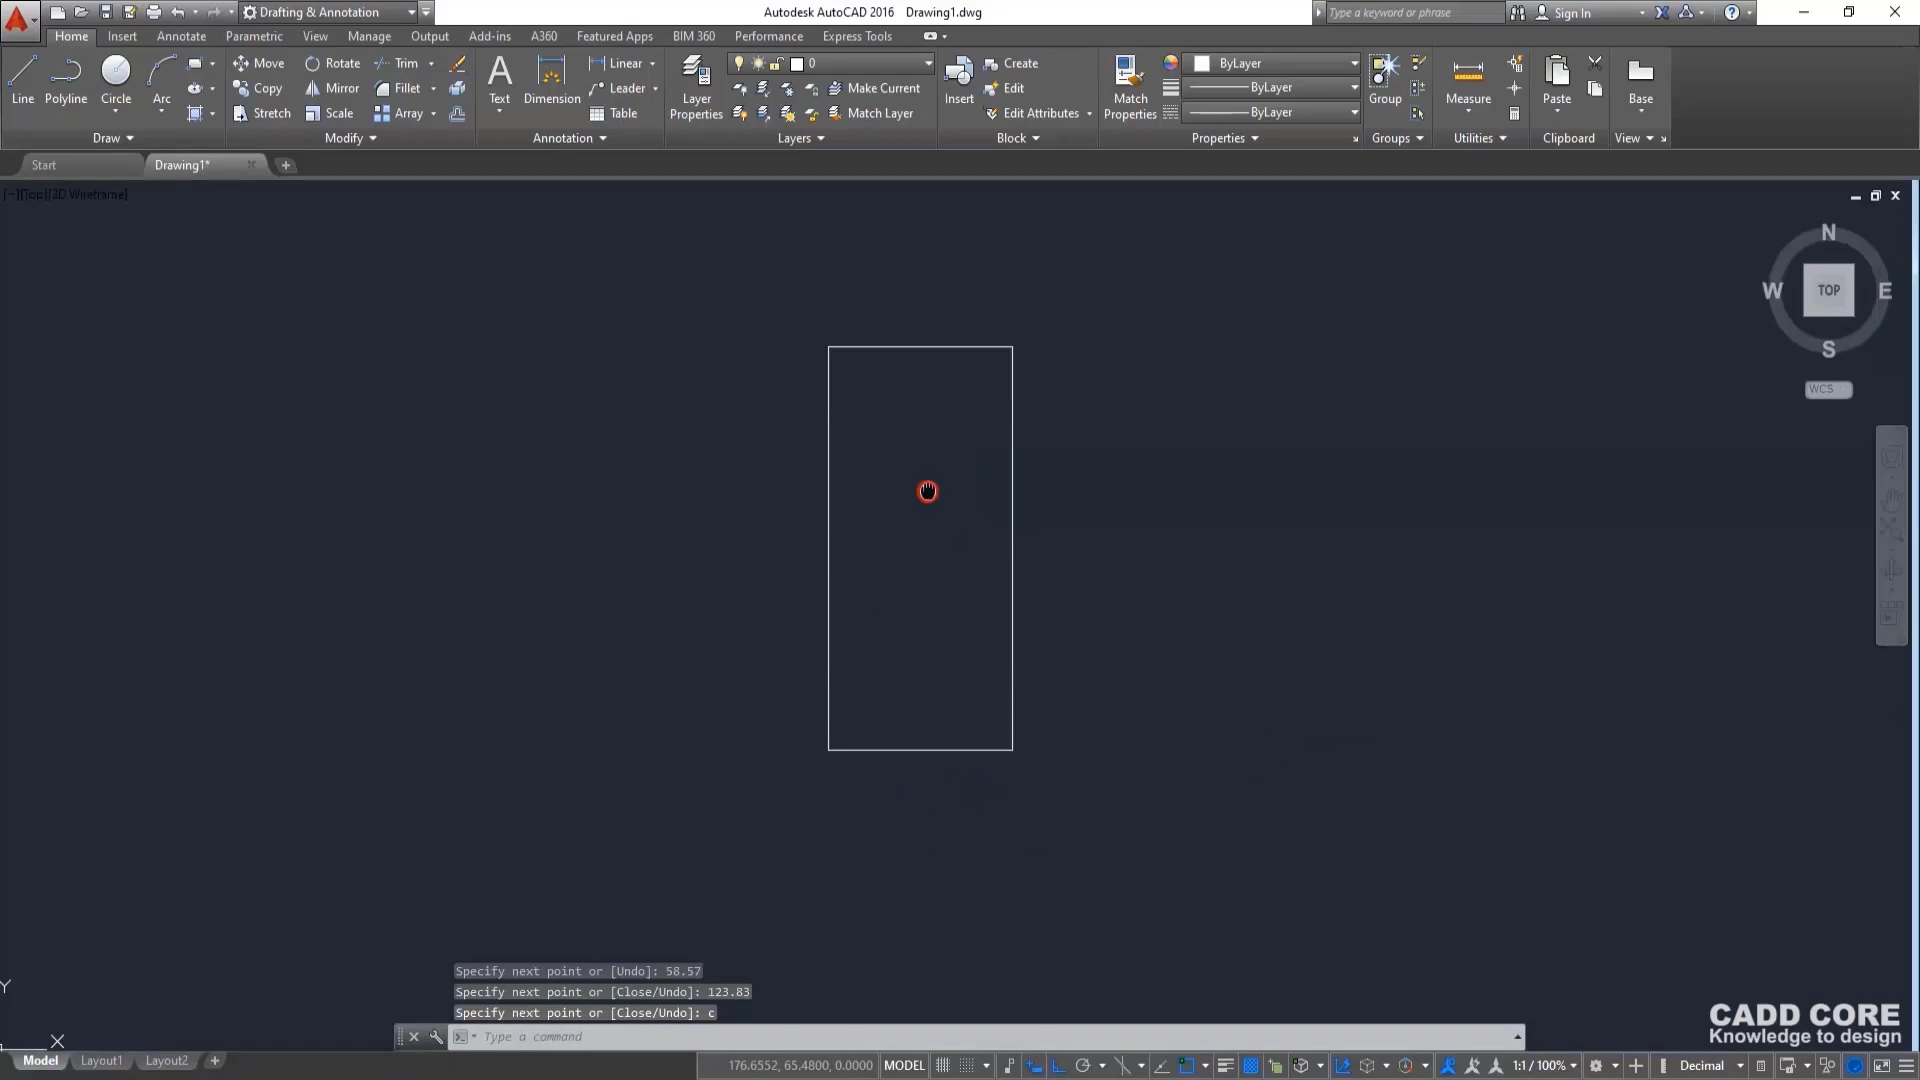 Drafting & Annotation
Autodesk AutoCAD 2016 Drawing1.dwg
Type a keyword or phrase
Sign In
Home Insert Annotate Parametric View Manage Output Add-ins A360 Featured Apps BIM 360 Performance Express Tools
Line Polyline Circle Arc
Move Rotate Trim
Copy Mirror Fillet
Stretch Scale Array
Text Dimension
Linear
Leader
Table
Layer Properties
0
Make Current
Match Layer
Insert
Create
Edit
Edit Attributes
Match Properties
ByLayer
ByLayer
ByLayer
Group
Measure
Paste
Base
Draw Modify Annotation Layers Block Properties Groups Utilities Clipboard View
Start Drawing1*
[−][Top][2D Wireframe]
N
W TOP E
S
WCS
Specify next point or [Undo]: 58.57
Specify next point or [Close/Undo]: 123.83
Specify next point or [Close/Undo]: c
Type a command
Y
X
CADD CORE
Knowledge to design
Model Layout1 Layout2
176.6552, 65.4800, 0.0000 MODEL
1:1 / 100%
Decimal